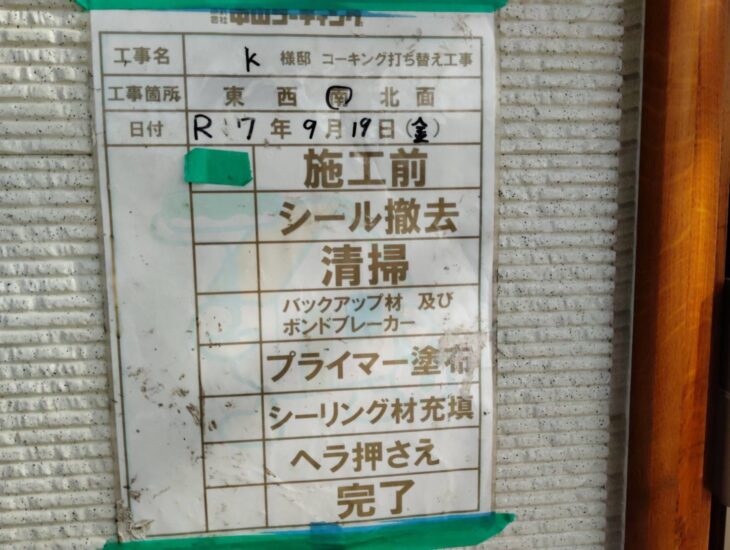 工事名 K 様邸 コーキング打ち替え工事
工事箇所 東 西 南 北 面
日付 R.7年9月19日(金)
施工前
シール撤去
清掃
バックアップ材 及び
ボンドブレーカー
プライマー塗布
シーリング材充填
ヘラ押さえ
完了